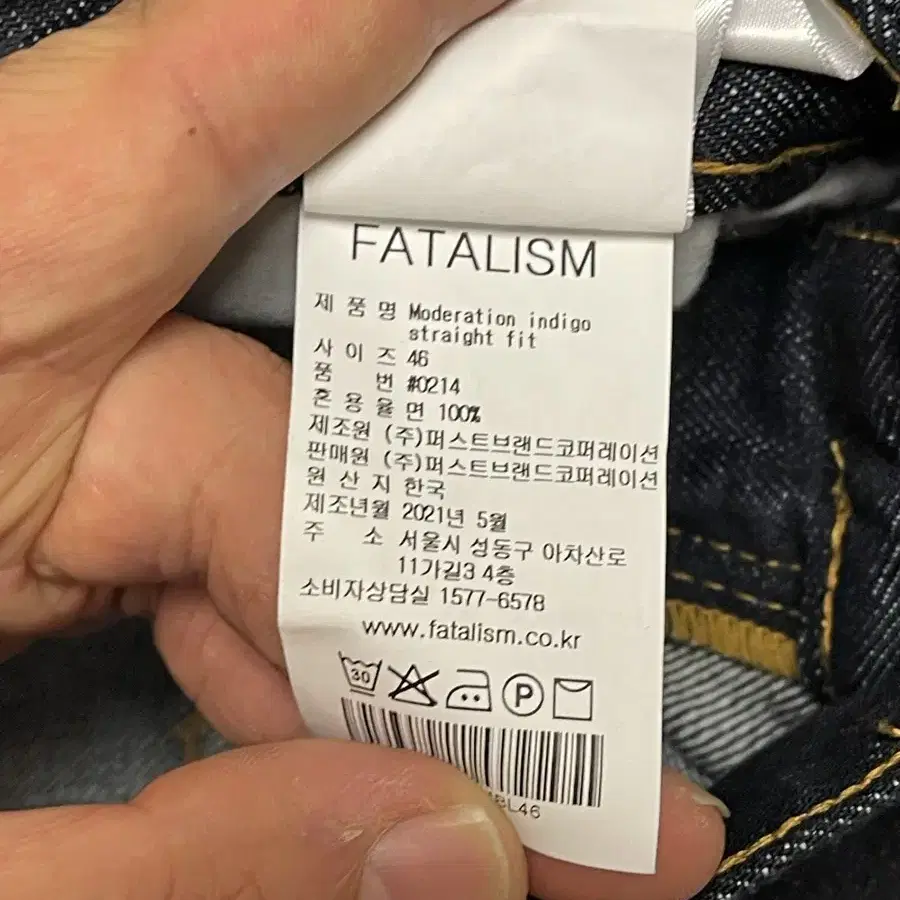 FATALISM
제 품 명 Moderation indigo
straight fit
사 이 즈 46
품 번 #0214
혼 용 율 면 100%
제조원 (주)퍼스트브랜드코퍼레이션
판매원 (주)퍼스트브랜드코퍼레이션
원 산 지 한국
제조년월 2021년 5월
주 소 서울시 성동구 아차산로
11가길3 4층
소비자상담실 1577-6578
www.fatalism.co.kr
30 P
BL46